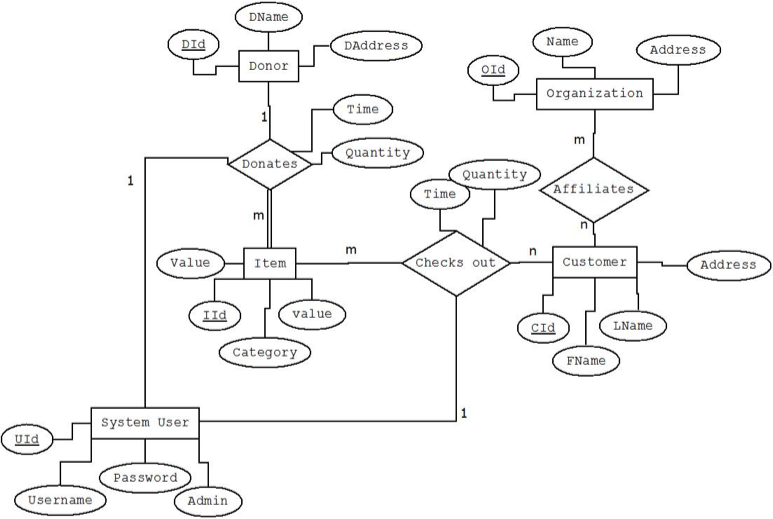 DName
DId
DAddress
Donor
Name
Address
OId
Organization
1
Time
Donates
Quantity
1
m
Time
Quantity
m
Affiliates
n
Value
Item
m
Checks out
n
Customer
Address
IId
value
Category
CId
LName
FName
1
System User
UId
Password
Username
Admin